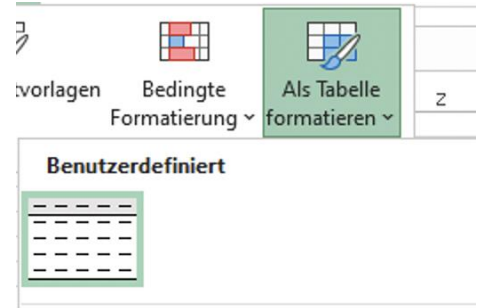 tvorlagen
Bedingte
Formatierung
Als Tabelle
formatieren
Z
Benutzerdefiniert